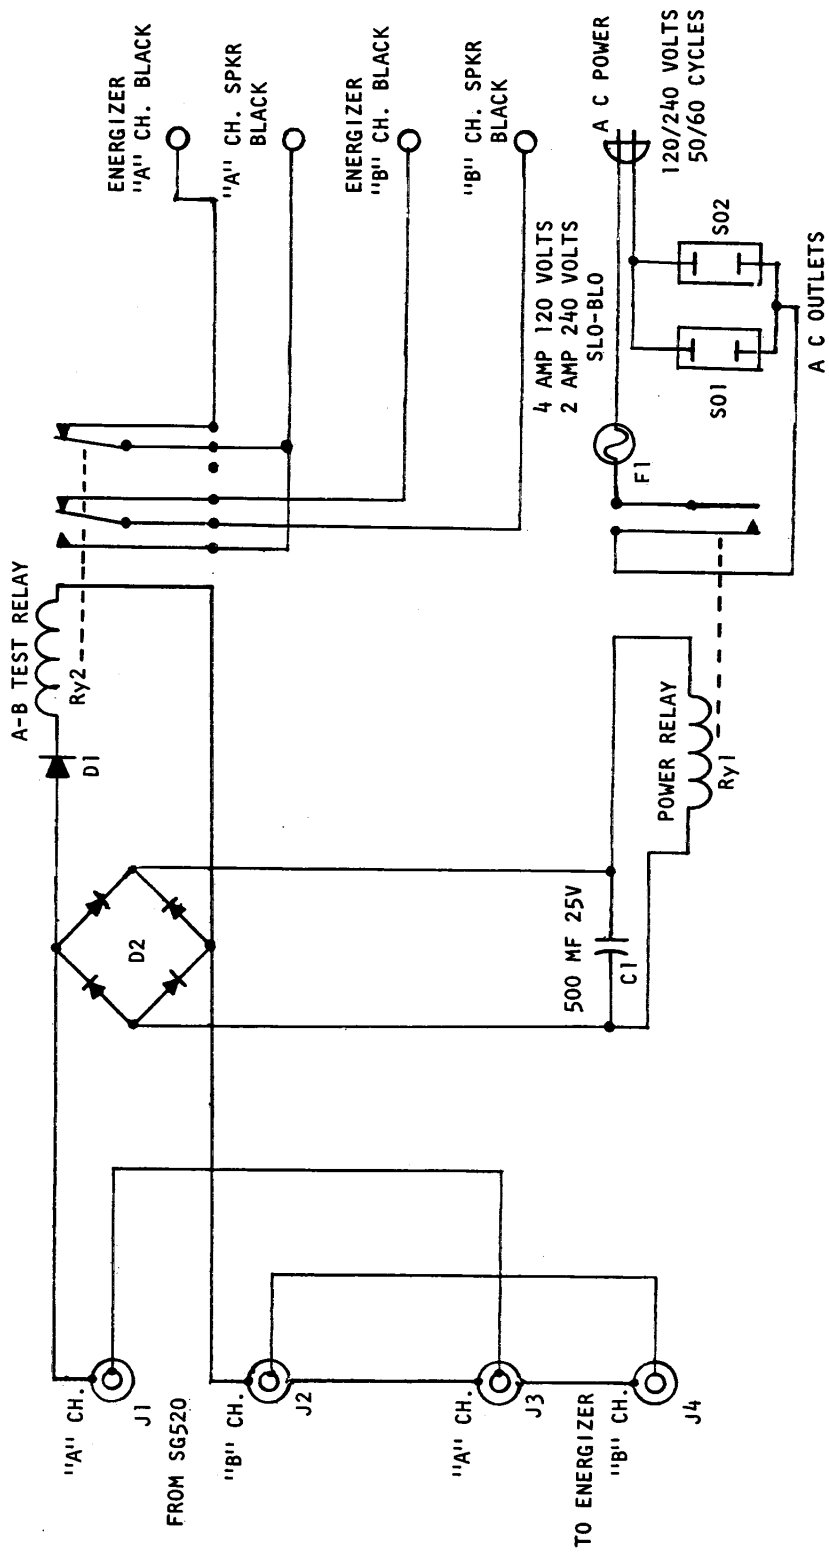 "A" CH.
J1
FROM SG520
"B" CH.
J2
"A" CH.
J3
TO ENERGIZER
"B" CH.
J4
D2
500 MF 25V
C1
A-B TEST RELAY
D1
Ry2
POWER RELAY
Ry1
ENERGIZER
"A" CH. BLACK
"A" CH. SPKR
BLACK
ENERGIZER
"B" CH. BLACK
"B" CH. SPKR
BLACK
4 AMP 120 VOLTS
2 AMP 240 VOLTS
SLO-BLO
F1
A C POWER
120/240 VOLTS
50/60 CYCLES
SO1
SO2
A C OUTLETS